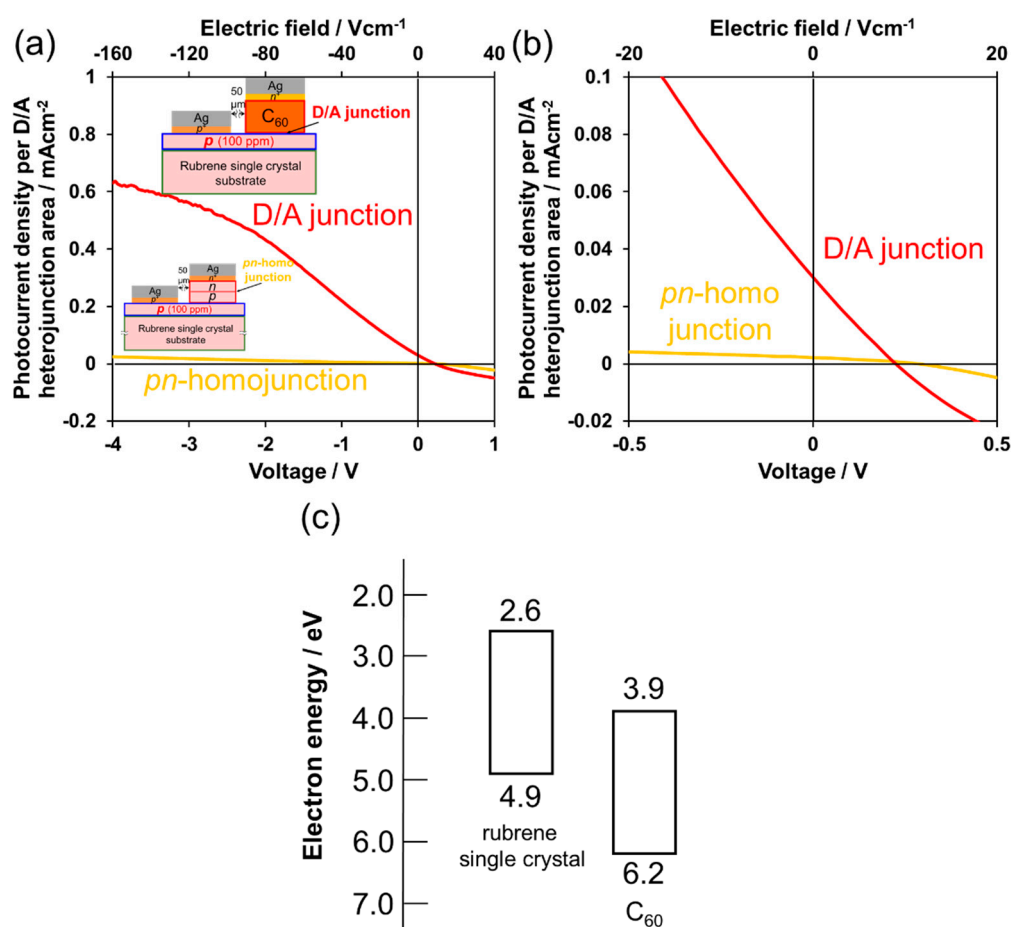 (a)
Electric field / Vcm-1
-160 -120 -80 -40 0 40
Photocurrent density per D/A
heterojunction area / mAcm-2
1
0.8
0.6
0.4
0.2
0
-0.2
-4 -3 -2 -1 0 1
Voltage / V
Ag
n+
C60
50
μm
Ag
p+
D/A junction
p (100 ppm)
Rubrene single crystal
substrate
D/A junction
Ag
n+
n
p
50
μm
Ag
p+
pn-homo
junction
p (100 ppm)
Rubrene single crystal
substrate
pn-homojunction
(b)
Electric field / Vcm-1
-20 0 20
Photocurrent density per D/A
heterojunction area / mAcm-2
0.1
0.08
0.06
0.04
0.02
0
-0.02
-0.5 0 0.5
Voltage / V
D/A junction
pn-homo
junction
(c)
Electron energy / eV
2.0
3.0
4.0
5.0
6.0
7.0
2.6
4.9
rubrene
single crystal
3.9
6.2
C60